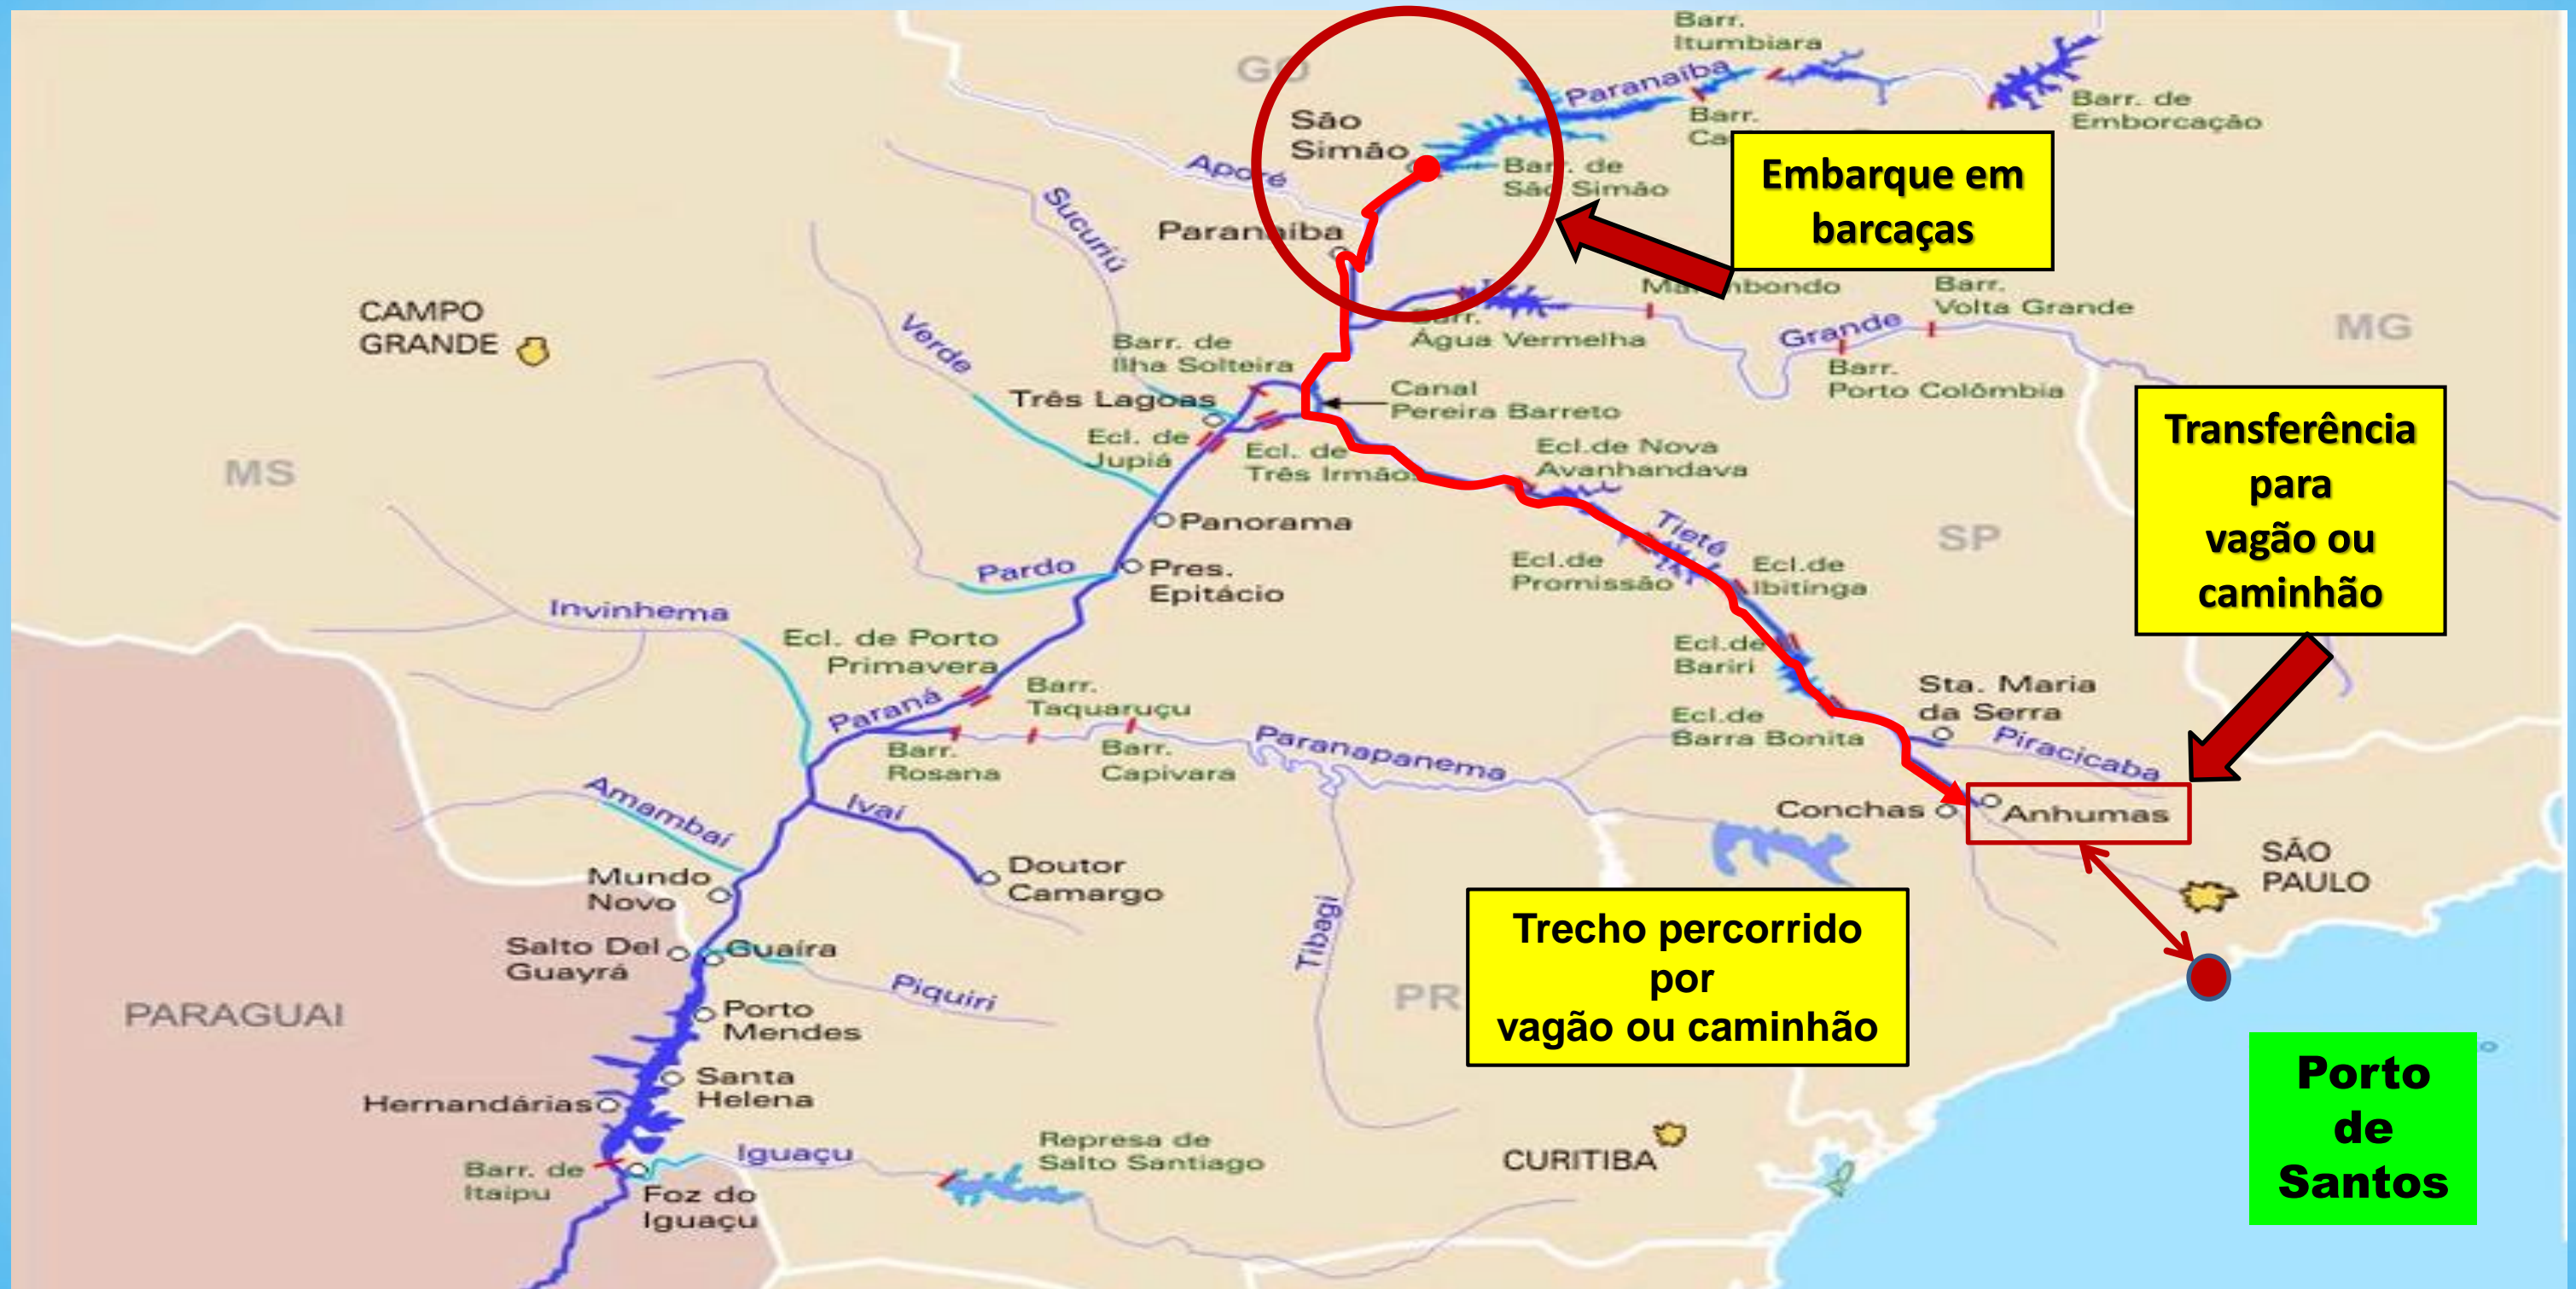 Barr.
Itumbiara
GO
Paranaíba
Barr. de
Emborcação
São
Simão
Barr.
Barr. de
São Simão
Embarque em
barcaças
Aporé
Sucuriú
Paranaíba
Barr.
Volta Grande
MG
CAMPO
GRANDE
Verde
Barr. de
Ilha Solteira
Barr.
Água Vermelha
Grande
Barr.
Porto Colômbia
Três Lagoas
Canal
Pereira Barreto
Ecl. de
Jupiá
Ecl. de
Três Irmãos
Ecl.de Nova
Avanhandava
Transferência
para
vagão ou
caminhão
MS
Panorama
Tietê
SP
Ecl.de
Promissão
Ecl.de
Ibitinga
Pardo
Pres.
Epitácio
Invinhema
Ecl. de Porto
Primavera
Ecl.de
Bariri
Paraná
Barr.
Taquaruçu
Sta. Maria
da Serra
Ecl.de
Barra Bonita
Barr.
Rosana
Barr.
Capivara
Paranapanema
Piracicaba
Amambaí
Ivaí
Conchas
Anhumas
SÃO
PAULO
Doutor
Camargo
Mundo
Novo
Tibagi
Trecho percorrido
por
vagão ou caminhão
Salto Del
Guayrá
Guaíra
Piquiri
PR
PARAGUAI
Porto
Mendes
Santa
Helena
Hernandárias
Porto
de
Santos
Represa de
Salto Santiago
CURITIBA
Iguaçu
Barr. de
Itaipu
Foz do
Iguaçu